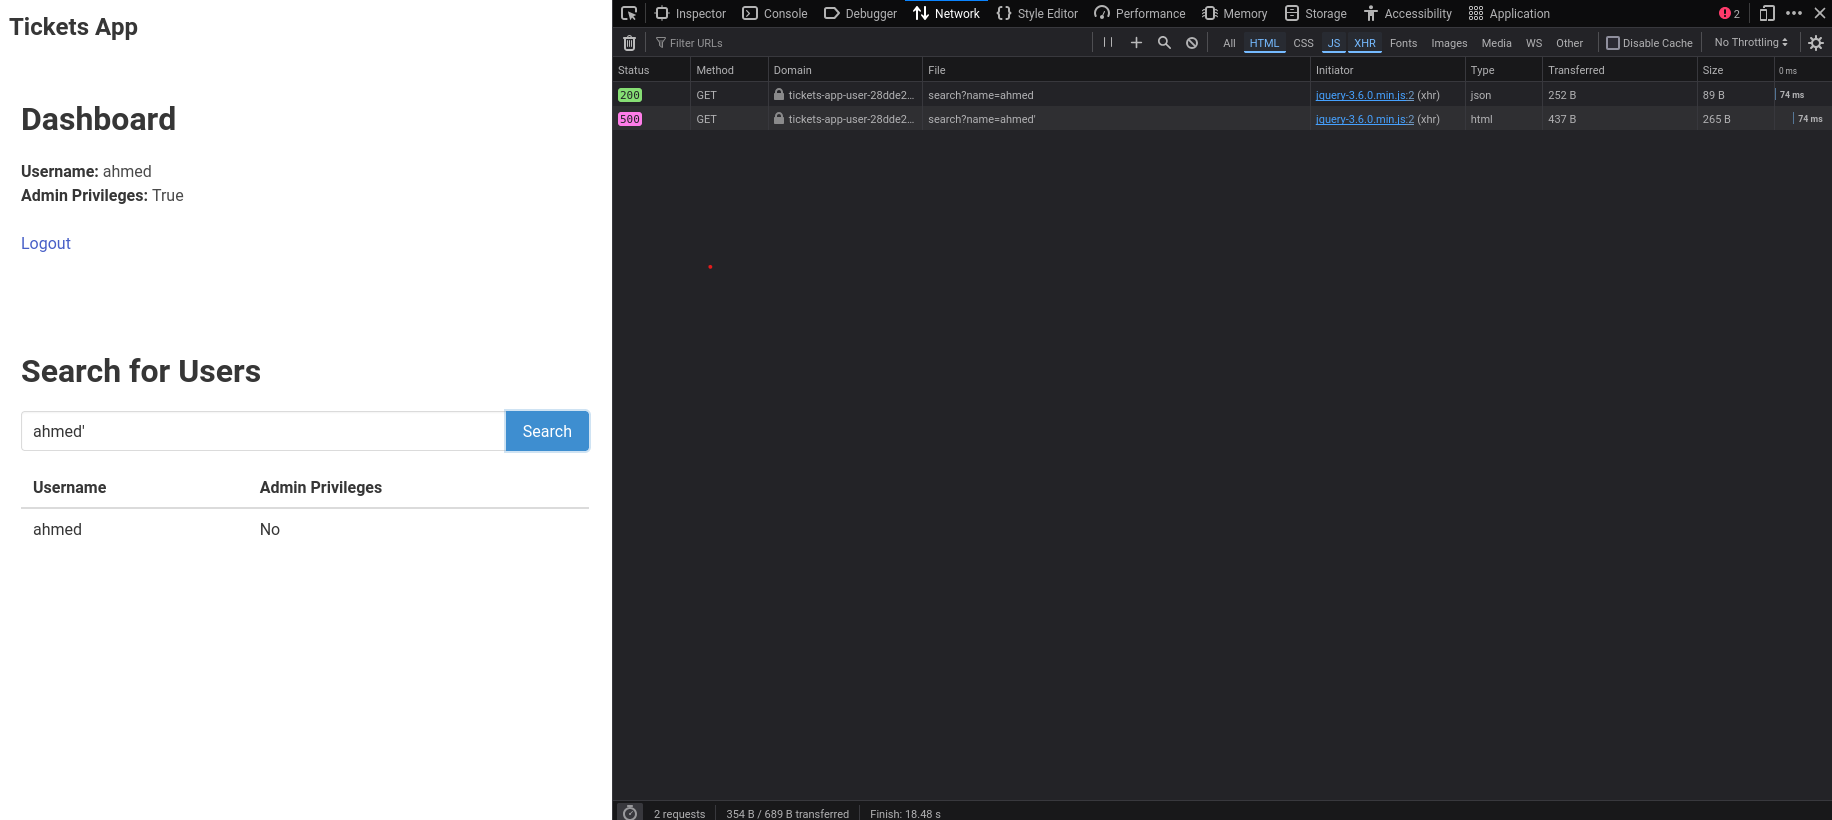 Tickets App
Dashboard
Username: ahmed
Admin Privileges: True
Logout
Search for Users
ahmed'
Search
Username Admin Privileges
ahmed No
Inspector Console Debugger Network Style Editor Performance Memory Storage Accessibility Application 2
Filter URLs All HTML CSS JS XHR Fonts Images Media WS Other Disable Cache No Throttling
Status Method Domain File Initiator Type Transferred Size 0 ms
200 GET tickets-app-user-28dde2… search?name=ahmed jquery-3.6.0.min.js:2 (xhr) json 252 B 89 B 74 ms
500 GET tickets-app-user-28dde2… search?name=ahmed' jquery-3.6.0.min.js:2 (xhr) html 437 B 265 B 74 ms
2 requests 354 B / 689 B transferred Finish: 18.48 s